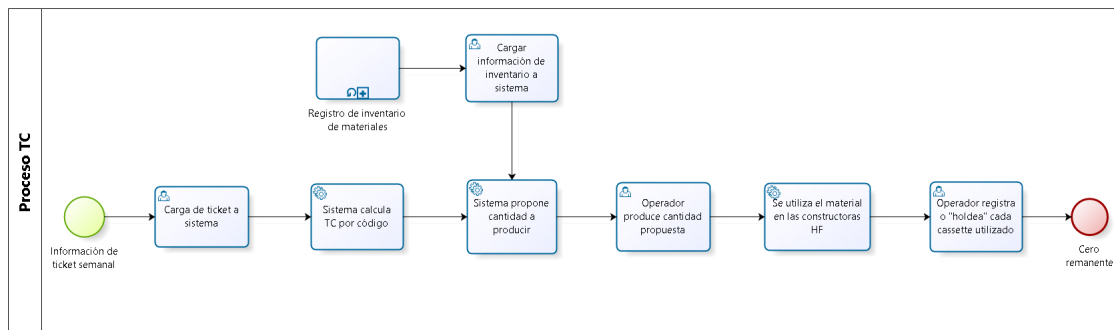 Proceso TC
Cargar
información de
inventario a
sistema
Registro de inventario
de materiales
Información de
ticket semanal
Carga de ticket a
sistema
Sistema calcula
TC por código
Sistema propone
cantidad a
producir
Operador
produce cantidad
propuesta
Se utiliza el material
en las constructoras
HF
Operador registra
o "holdea" cada
cassette utilizado
Cero
remanente